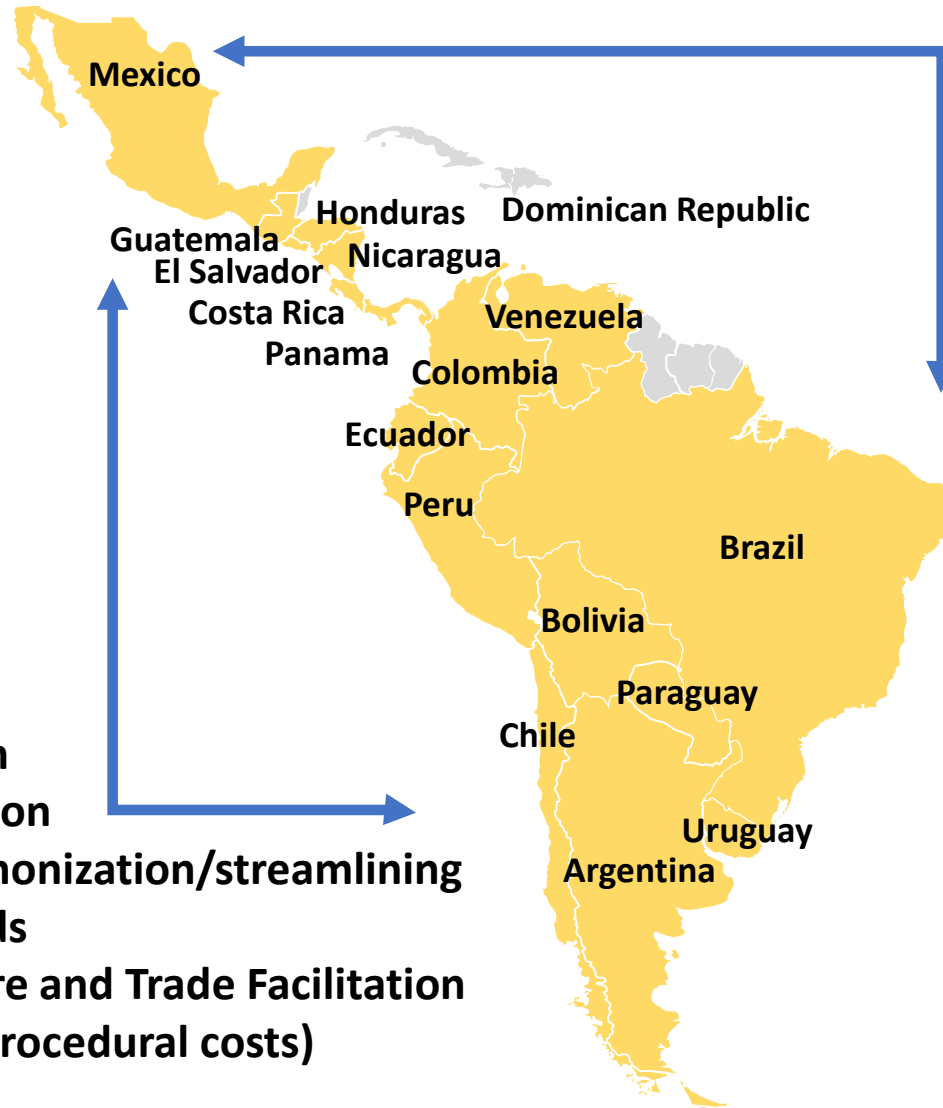 Mexico
Honduras
Dominican Republic
Guatemala
Nicaragua
El Salvador
Costa Rica
Venezuela
Panama
Colombia
Ecuador
Peru
Brazil
Bolivia
Paraguay
Chile
Uruguay
Argentina
on
monization/streamlining
ds
re and Trade Facilitation
rocedural costs)